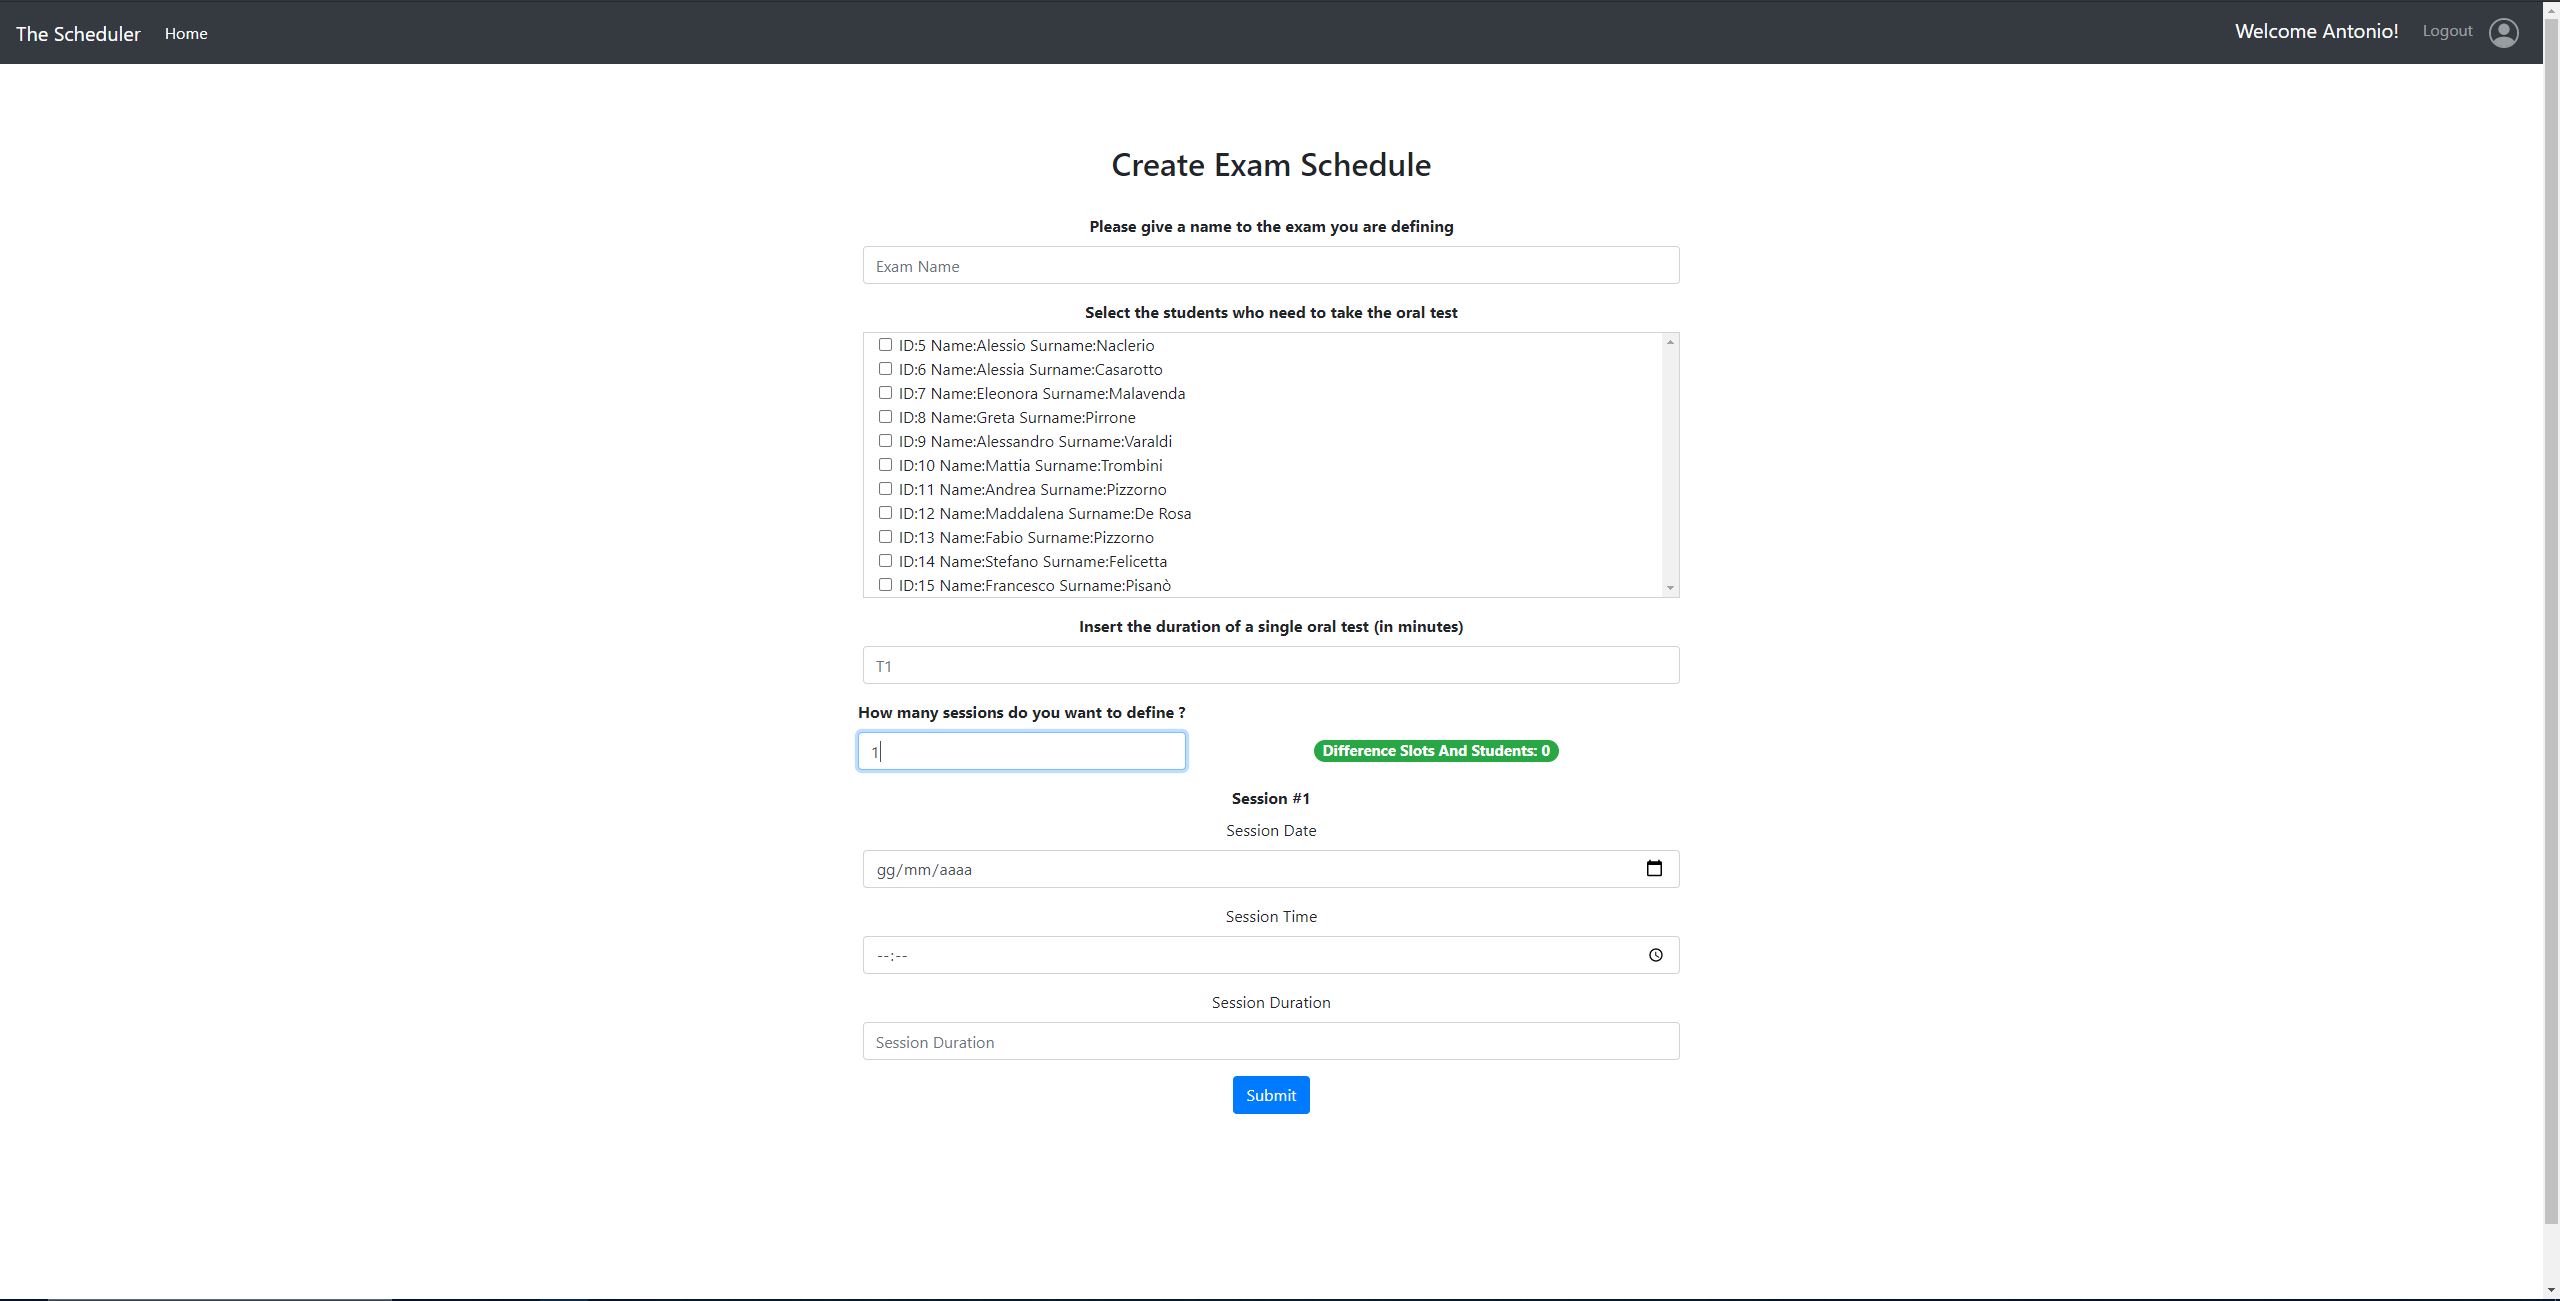 The Scheduler Home Welcome Antonio! Logout
Create Exam Schedule
Please give a name to the exam you are defining
Exam Name
Select the students who need to take the oral test
ID:5 Name:Alessio Surname:Naclerio
ID:6 Name:Alessia Surname:Casarotto
ID:7 Name:Eleonora Surname:Malavenda
ID:8 Name:Greta Surname:Pirrone
ID:9 Name:Alessandro Surname:Varaldi
ID:10 Name:Mattia Surname:Trombini
ID:11 Name:Andrea Surname:Pizzorno
ID:12 Name:Maddalena Surname:De Rosa
ID:13 Name:Fabio Surname:Pizzorno
ID:14 Name:Stefano Surname:Felicetta
ID:15 Name:Francesco Surname:Pisanò
Insert the duration of a single oral test (in minutes)
T1
How many sessions do you want to define ?
1 Difference Slots And Students: 0
Session #1
Session Date
gg/mm/aaaa
Session Time
--:--
Session Duration
Session Duration
Submit